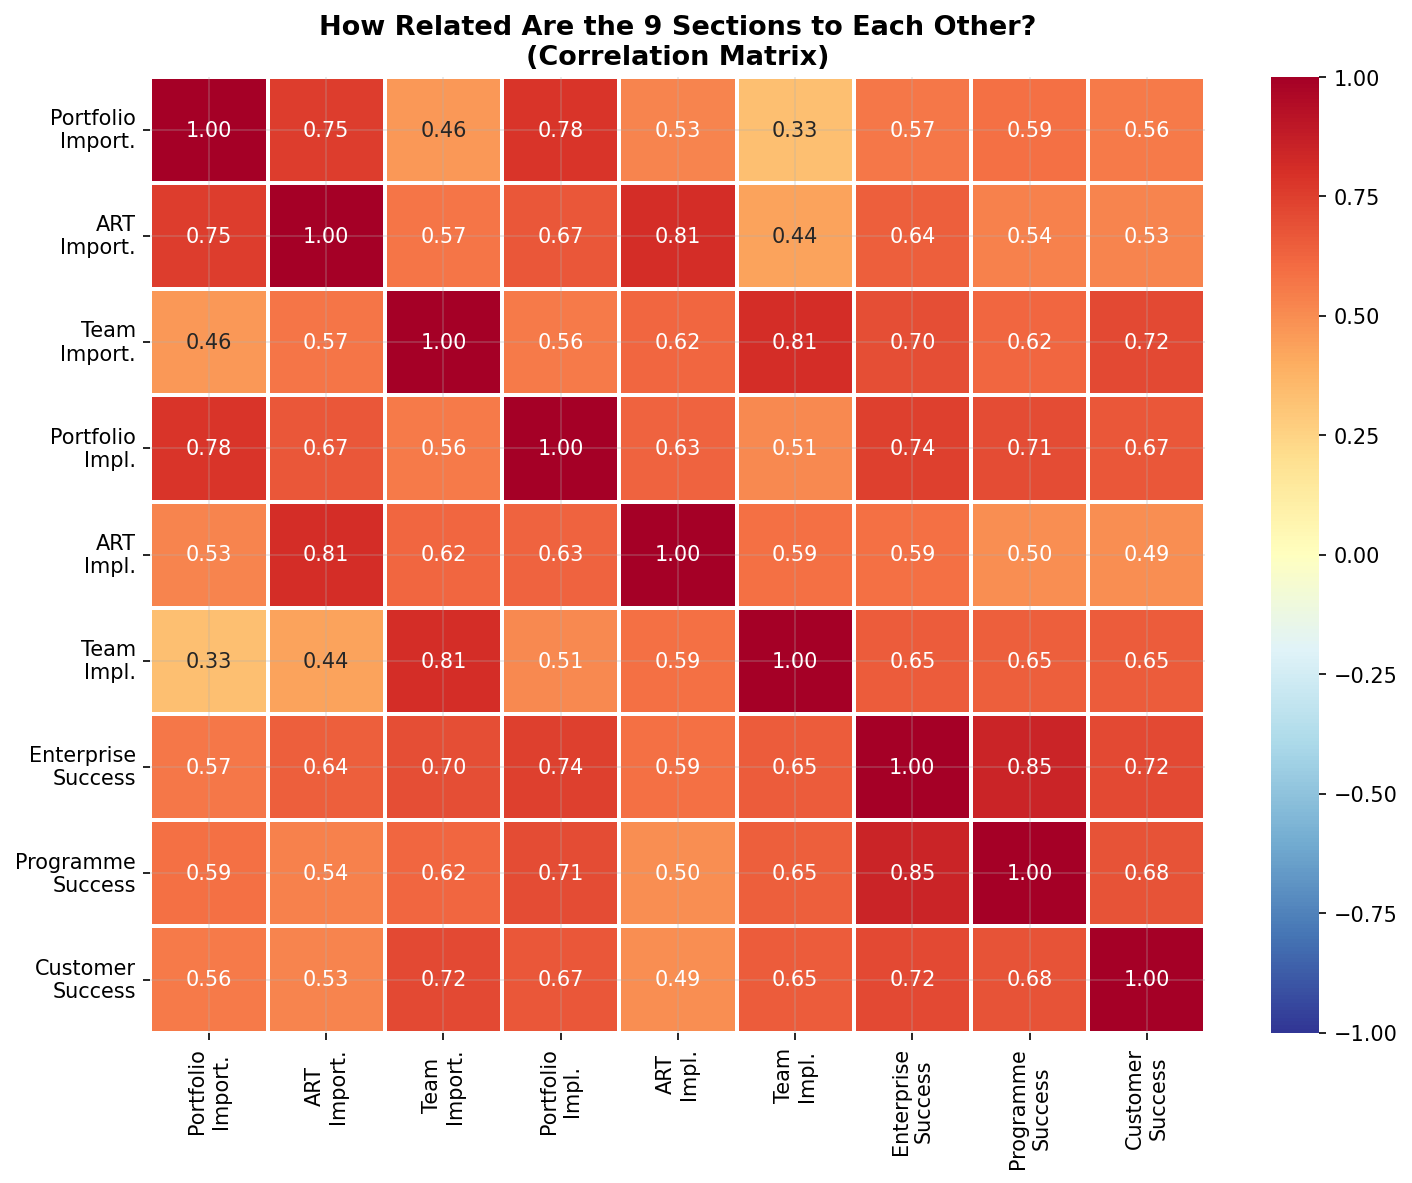 How Related Are the 9 Sections to Each Other?
(Correlation Matrix)
Portfolio
Import.
1.00 0.75 0.46 0.78 0.53 0.33 0.57 0.59 0.56
ART
Import.
0.75 1.00 0.57 0.67 0.81 0.44 0.64 0.54 0.53
Team
Import.
0.46 0.57 1.00 0.56 0.62 0.81 0.70 0.62 0.72
Portfolio
Impl.
0.78 0.67 0.56 1.00 0.63 0.51 0.74 0.71 0.67
ART
Impl.
0.53 0.81 0.62 0.63 1.00 0.59 0.59 0.50 0.49
Team
Impl.
0.33 0.44 0.81 0.51 0.59 1.00 0.65 0.65 0.65
Enterprise
Success
0.57 0.64 0.70 0.74 0.59 0.65 1.00 0.85 0.72
Programme
Success
0.59 0.54 0.62 0.71 0.50 0.65 0.85 1.00 0.68
Customer
Success
0.56 0.53 0.72 0.67 0.49 0.65 0.72 0.68 1.00
Portfolio
Import.
ART
Import.
Team
Import.
Portfolio
Impl.
ART
Impl.
Team
Impl.
Enterprise
Success
Programme
Success
Customer
Success
1.00
0.75
0.50
0.25
0.00
−0.25
−0.50
−0.75
−1.00